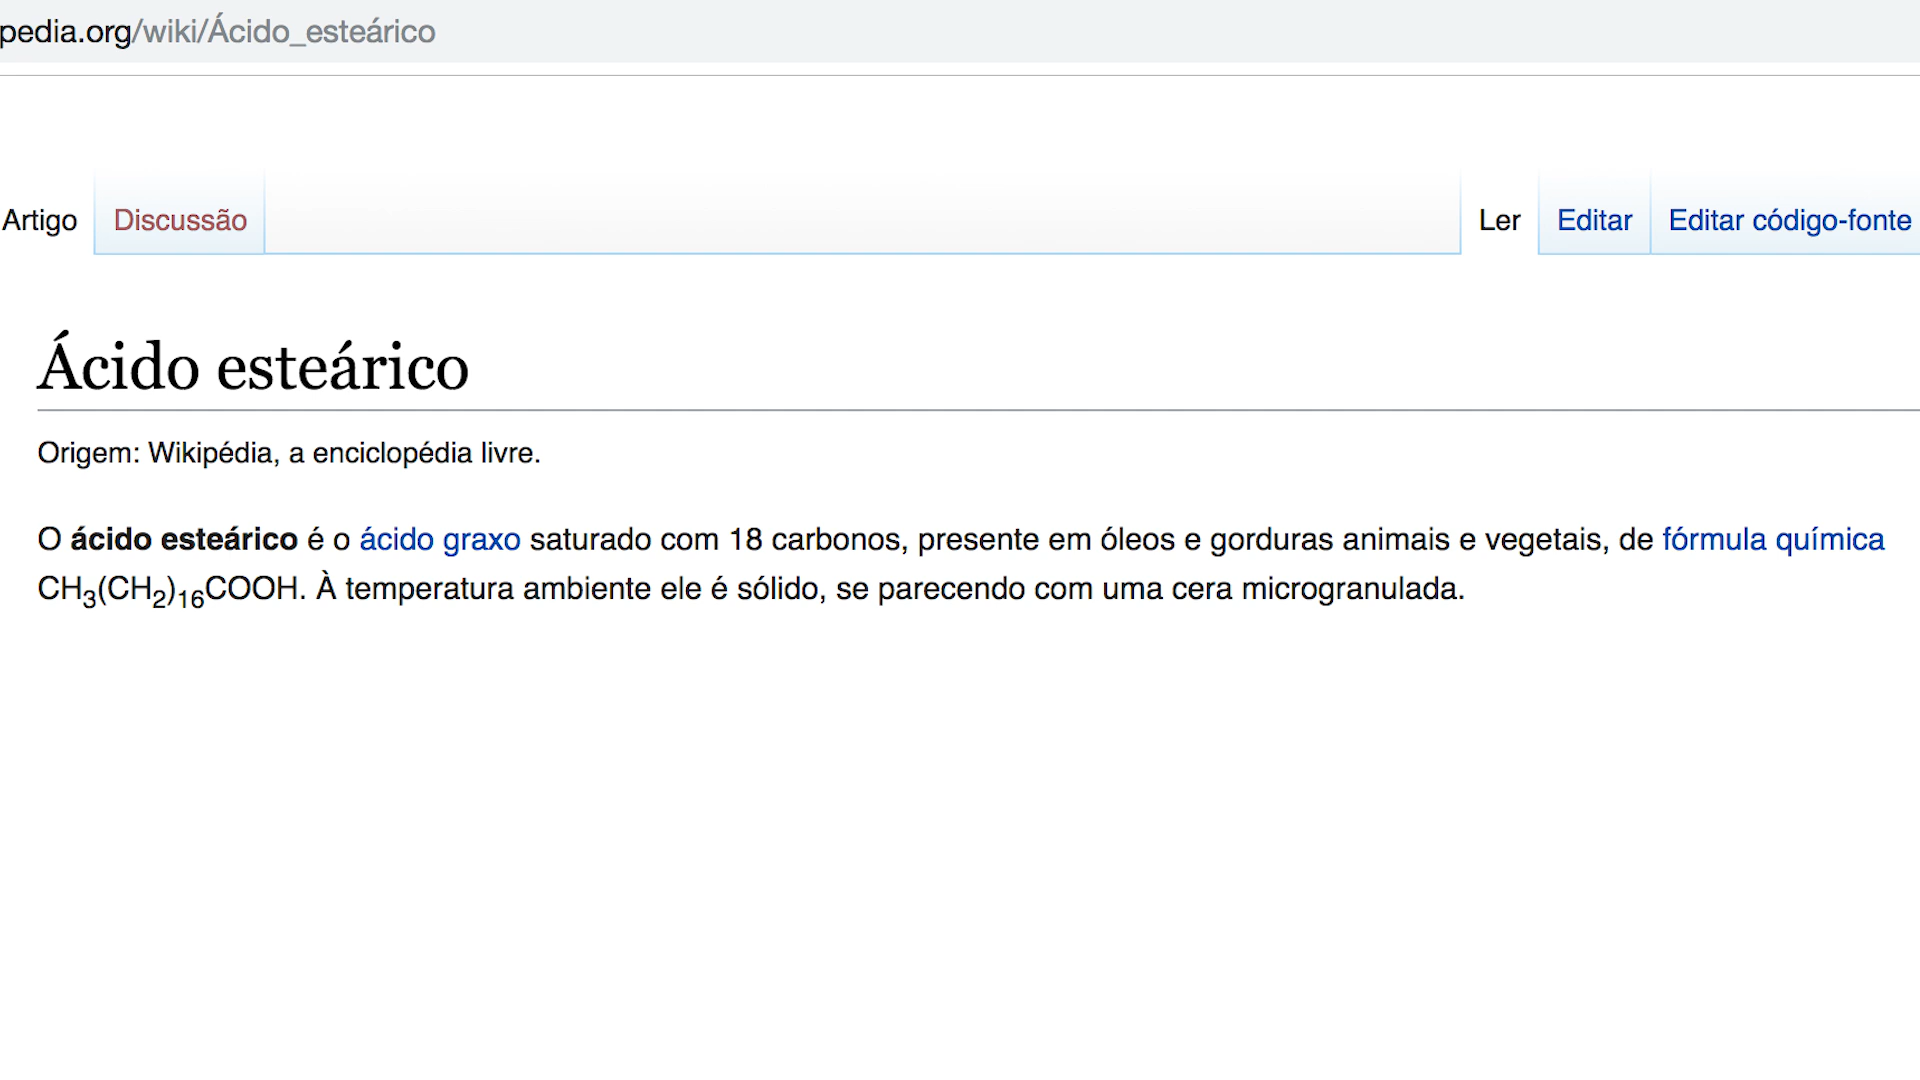 pedia.org/wiki/Ácido_esteárico
Artigo Discussão Ler Editar Editar código-fonte
Ácido esteárico
Origem: Wikipédia, a enciclopédia livre.
O ácido esteárico é o ácido graxo saturado com 18 carbonos, presente em óleos e gorduras animais e vegetais, de fórmula química
CH₃(CH₂)₁₆COOH. À temperatura ambiente ele é sólido, se parecendo com uma cera microgranulada.